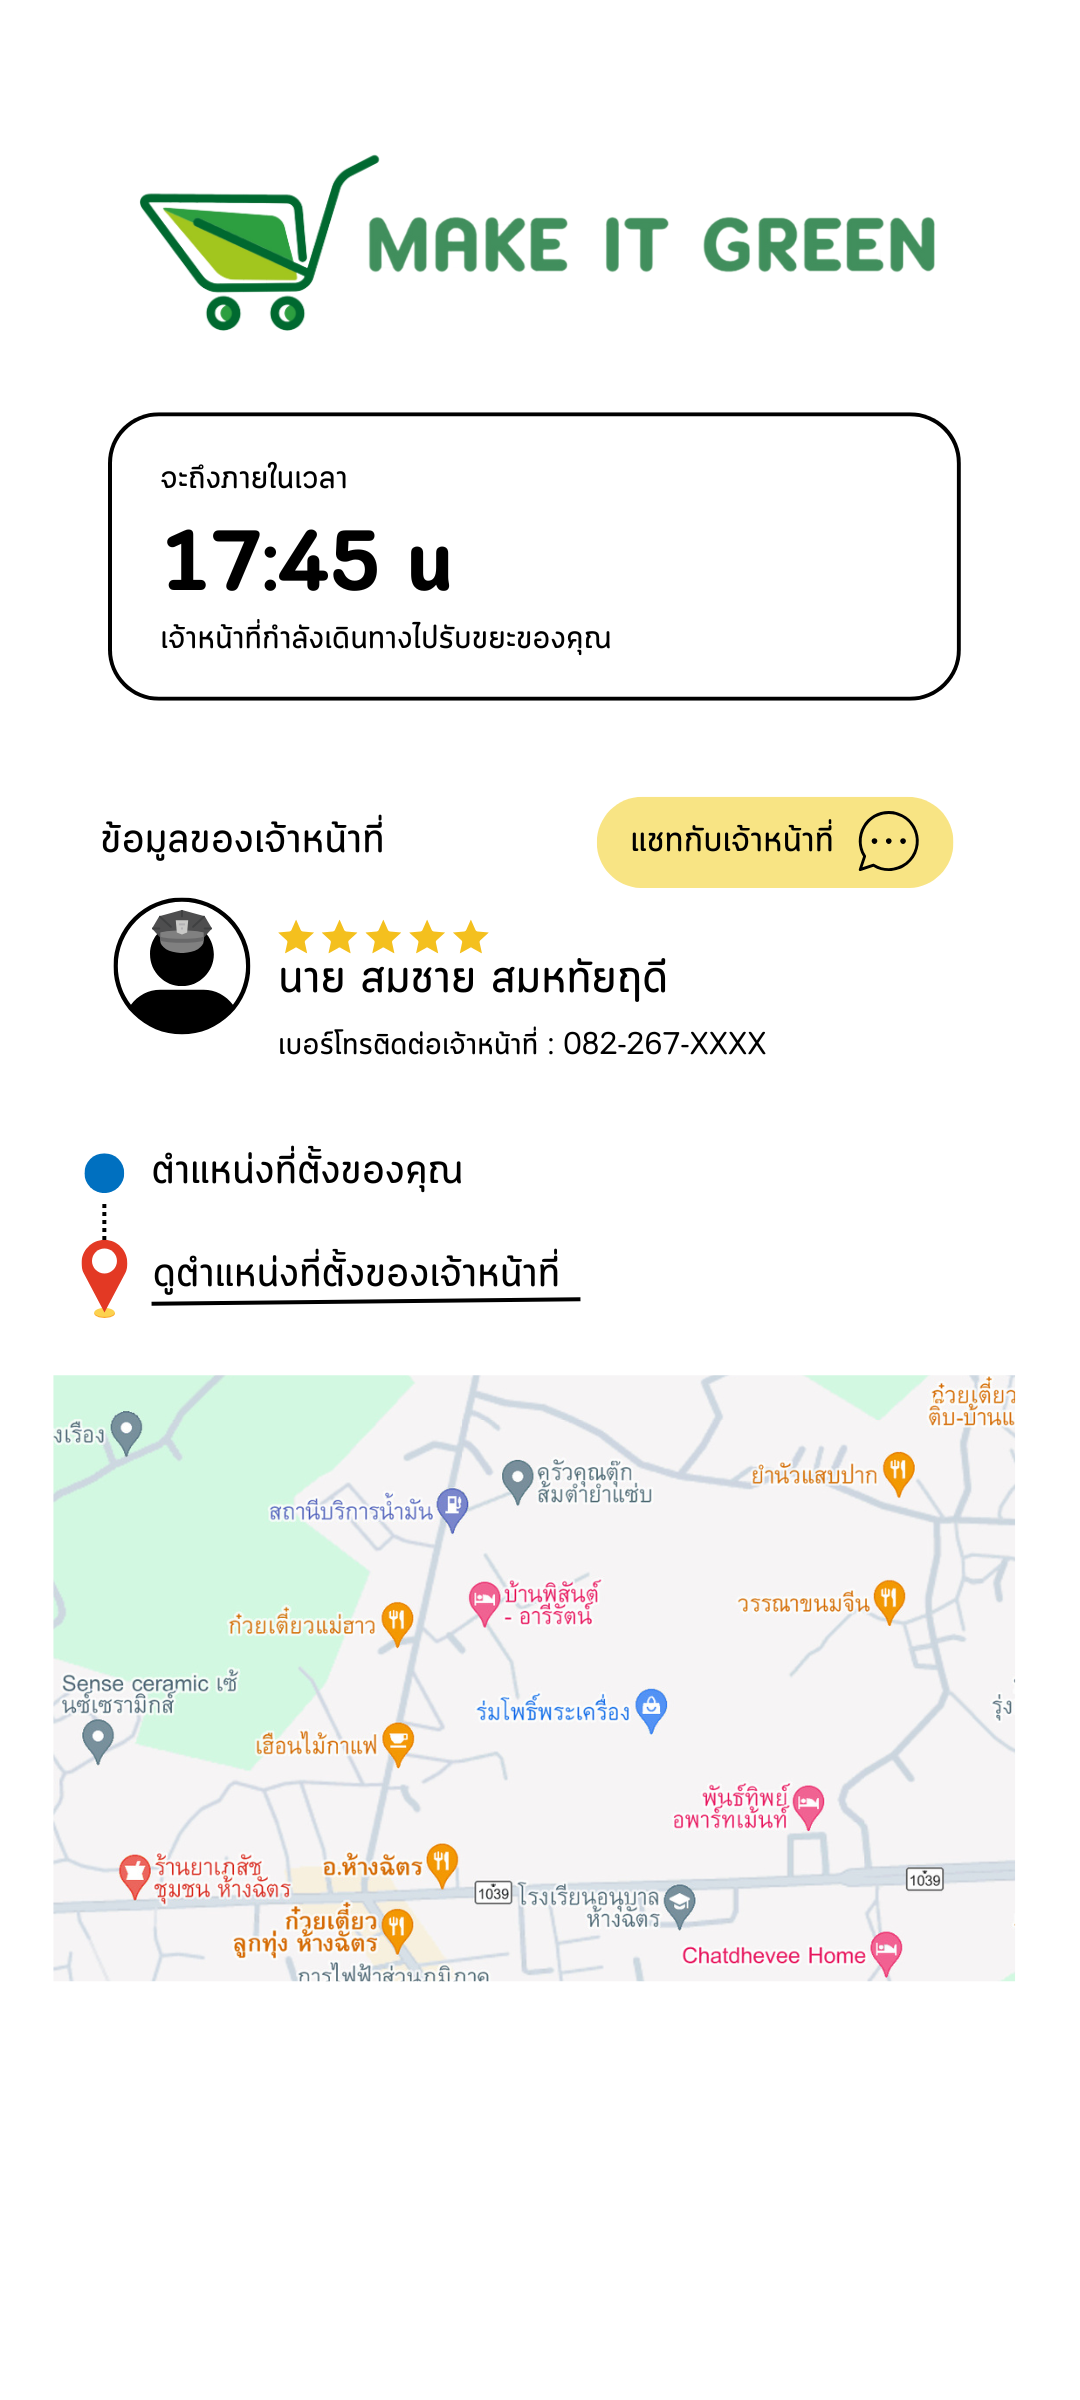 MAKE IT GREEN
จะถึงภายในเวลา
17:45 น
เจ้าหน้าที่กำลังเดินทางไปรับขยะของคุณ
ข้อมูลของเจ้าหน้าที่
แชทกับเจ้าหน้าที่
นาย สมชาย สมหทัยฤดี
เบอร์โทรติดต่อเจ้าหน้าที่ : 082-267-XXXX
ตำแหน่งที่ตั้งของคุณ
ดูตำแหน่งที่ตั้งของเจ้าหน้าที่
ก๋วยเตี๋ยว
ติ๊บ-บ้านแ
งเรือง
ครัวคุณตุ๊ก
ส้มตำยำแซ่บ
ยำนัวแสบปาก
สถานีบริการน้ำมัน
บ้านพิสันต์
- อารีรัตน์
วรรณาขนมจีน
ก๋วยเตี๋ยวแม่ฮาว
Sense ceramic เซ้
นซ์เซรามิกส์
ร่มโพธิ์พระเครื่อง
รุ่ง
เฮือนไม้กาแฟ
พันธ์ทิพย์
อพาร์ทเม้นท์
ร้านยาเภสัช
ชุมชน ห้างฉัตร
อ.ห้างฉัตร
1039
1039
โรงเรียนอนุบาล
ห้างฉัตร
ก๋วยเตี๋ยว
ลูกทุ่ง ห้างฉัตร
Chatdhevee Home
การไฟฟ้าส่วนภูมิภาค